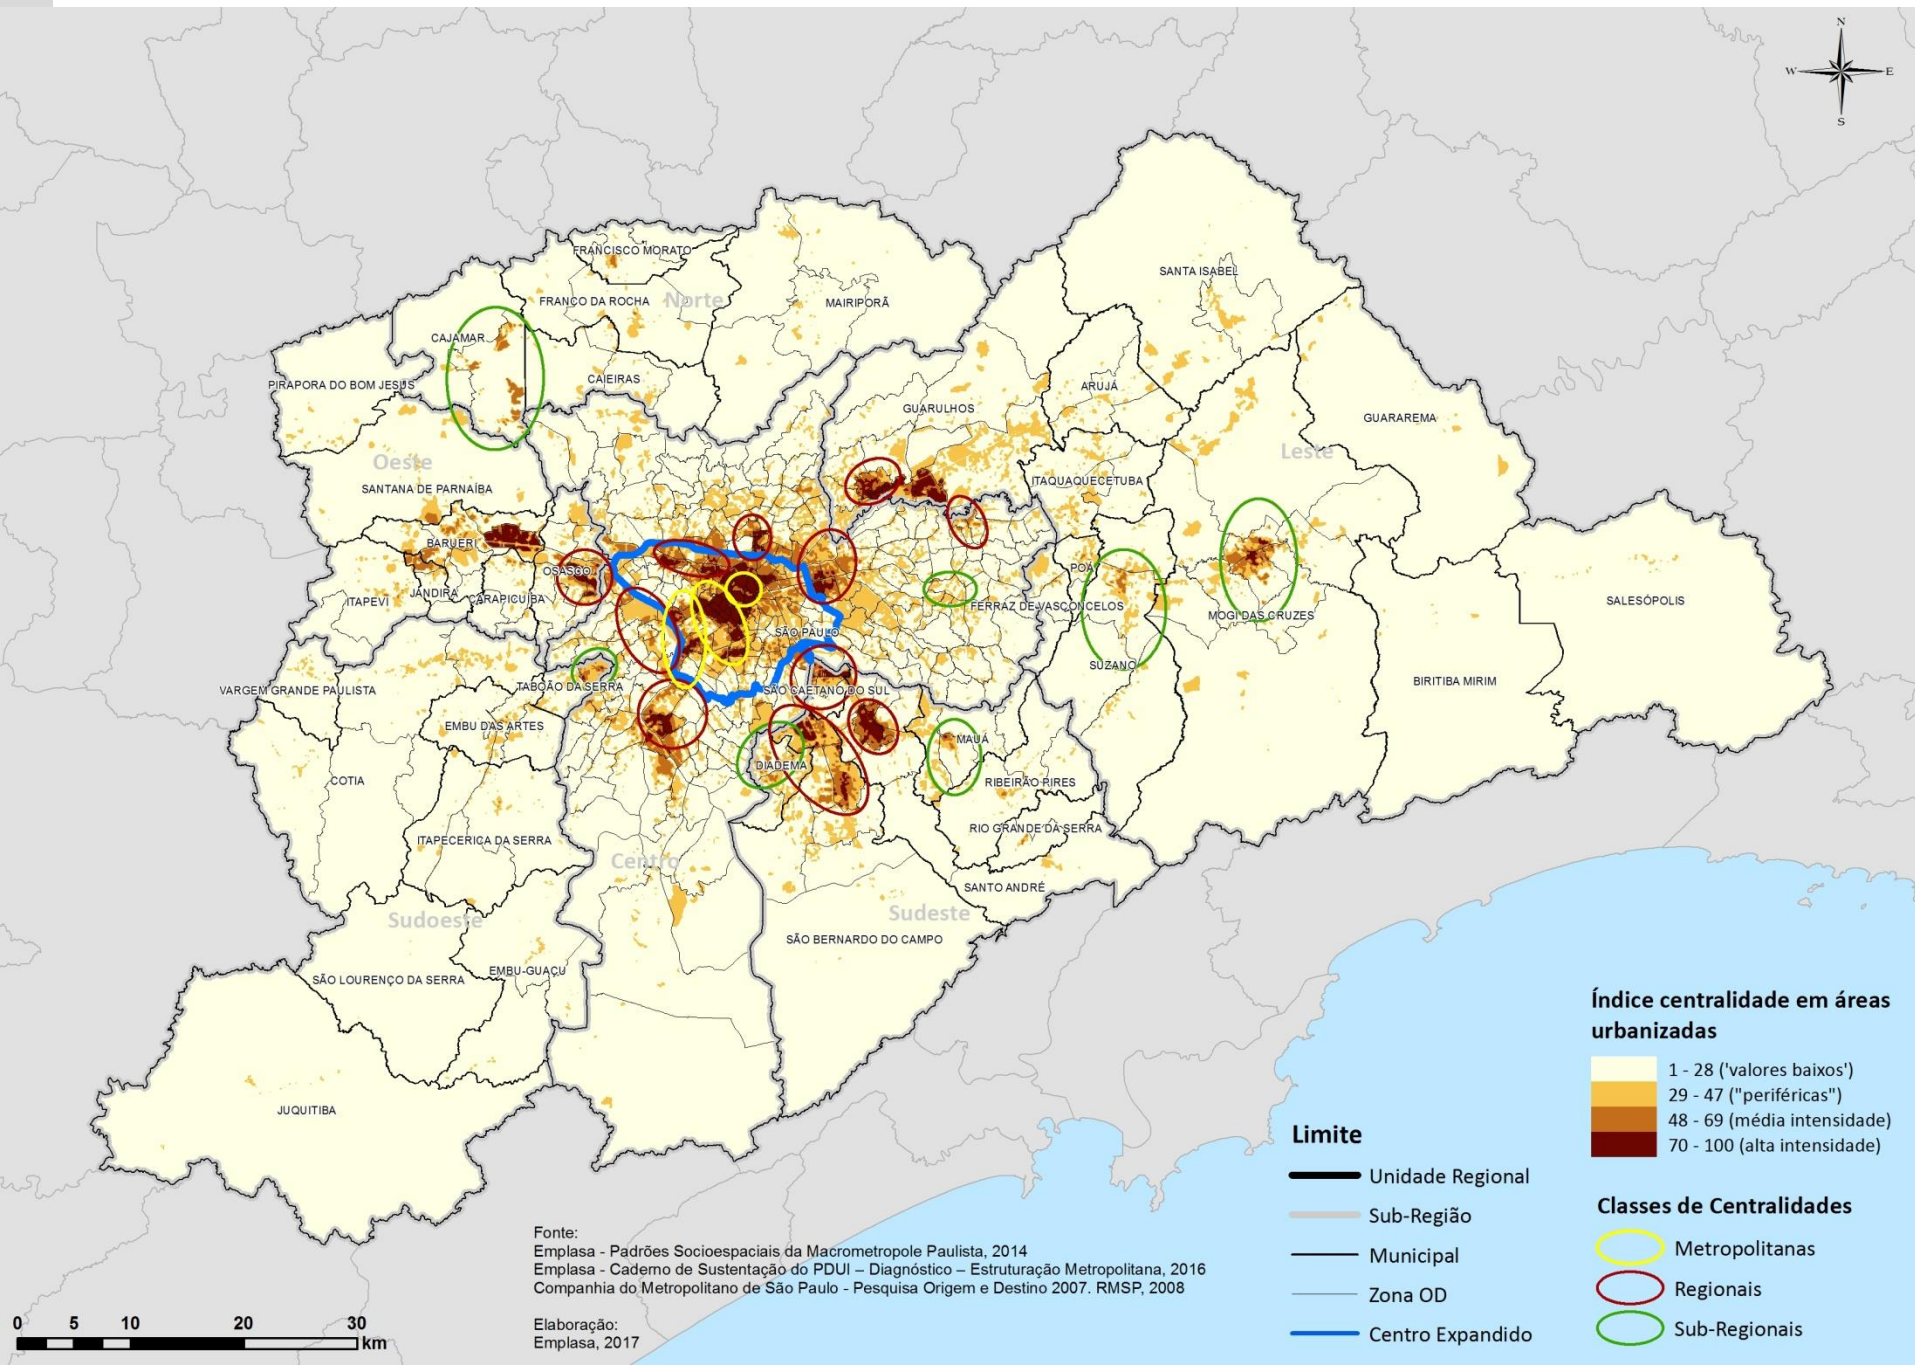 N
W E
S
FRANCISCO MORATO
FRANCO DA ROCHA
Norte
MAIRIPORÃ
SANTA ISABEL
CAJAMAR
CAIEIRAS
PIRAPORA DO BOM JESUS
ARUJÁ
GUARULHOS
GUARAREMA
Oeste
Leste
SANTANA DE PARNAÍBA
ITAQUAQUECETUBA
BARUERI
OSASCO
POÁ
JANDIRA
CARAPICUÍBA
ITAPEVI
FERRAZ DE VASCONCELOS
SALESÓPOLIS
MOGI DAS CRUZES
SÃO PAULO
SUZANO
BIRITIBA MIRIM
VARGEM GRANDE PAULISTA
TABOÃO DA SERRA
SÃO CAETANO DO SUL
EMBU DAS ARTES
MAUÁ
DIADEMA
COTIA
RIBEIRÃO PIRES
RIO GRANDE DA SERRA
ITAPECERICA DA SERRA
Centro
SANTO ANDRÉ
Sudoeste
Sudeste
SÃO BERNARDO DO CAMPO
EMBU-GUAÇU
SÃO LOURENÇO DA SERRA
JUQUITIBA
Índice centralidade em áreas
urbanizadas
1 - 28 ('valores baixos')
29 - 47 ("periféricas")
48 - 69 (média intensidade)
70 - 100 (alta intensidade)
Limite
Unidade Regional
Sub-Região
Municipal
Zona OD
Centro Expandido
Classes de Centralidades
Metropolitanas
Regionais
Sub-Regionais
Fonte:
Emplasa - Padrões Socioespaciais da Macrometropole Paulista, 2014
Emplasa - Caderno de Sustentação do PDUI – Diagnóstico – Estruturação Metropolitana, 2016
Companhia do Metropolitano de São Paulo - Pesquisa Origem e Destino 2007. RMSP, 2008
Elaboração:
Emplasa, 2017
0 5 10 20 30
km